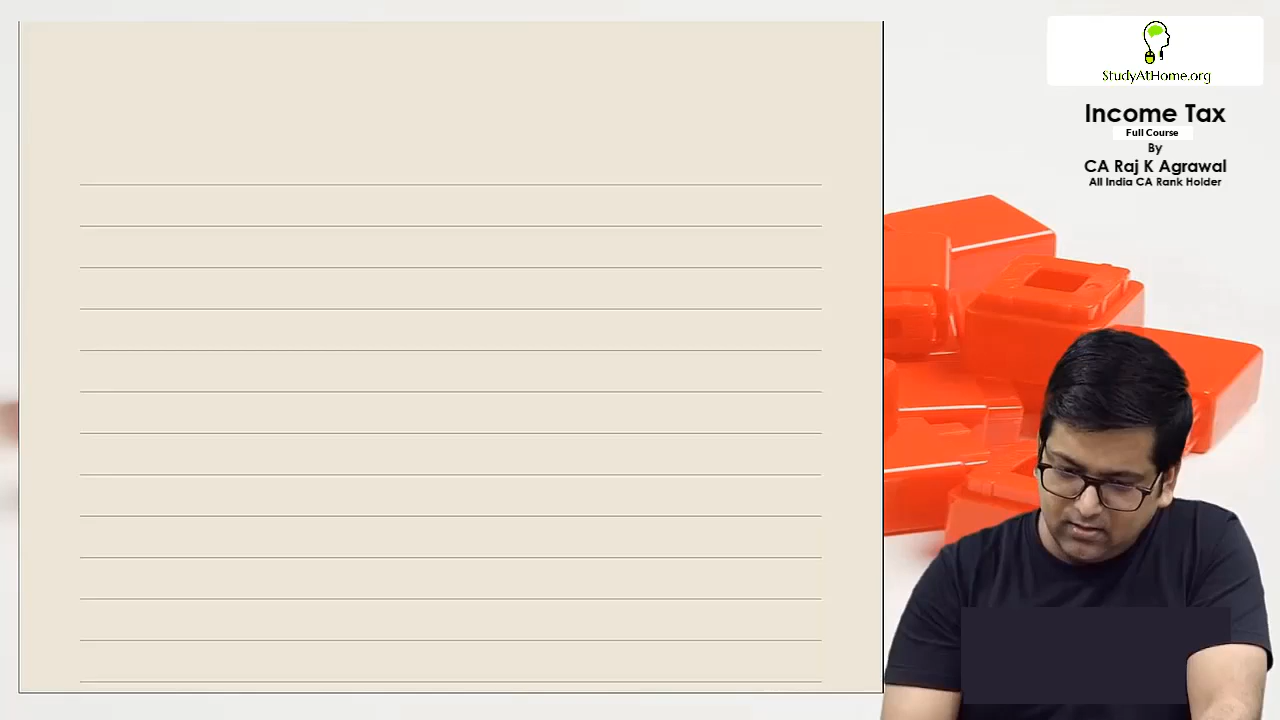 StudyAtHome.org
Income Tax
Full Course
By
CA Raj K Agrawal
All India CA Rank Holder